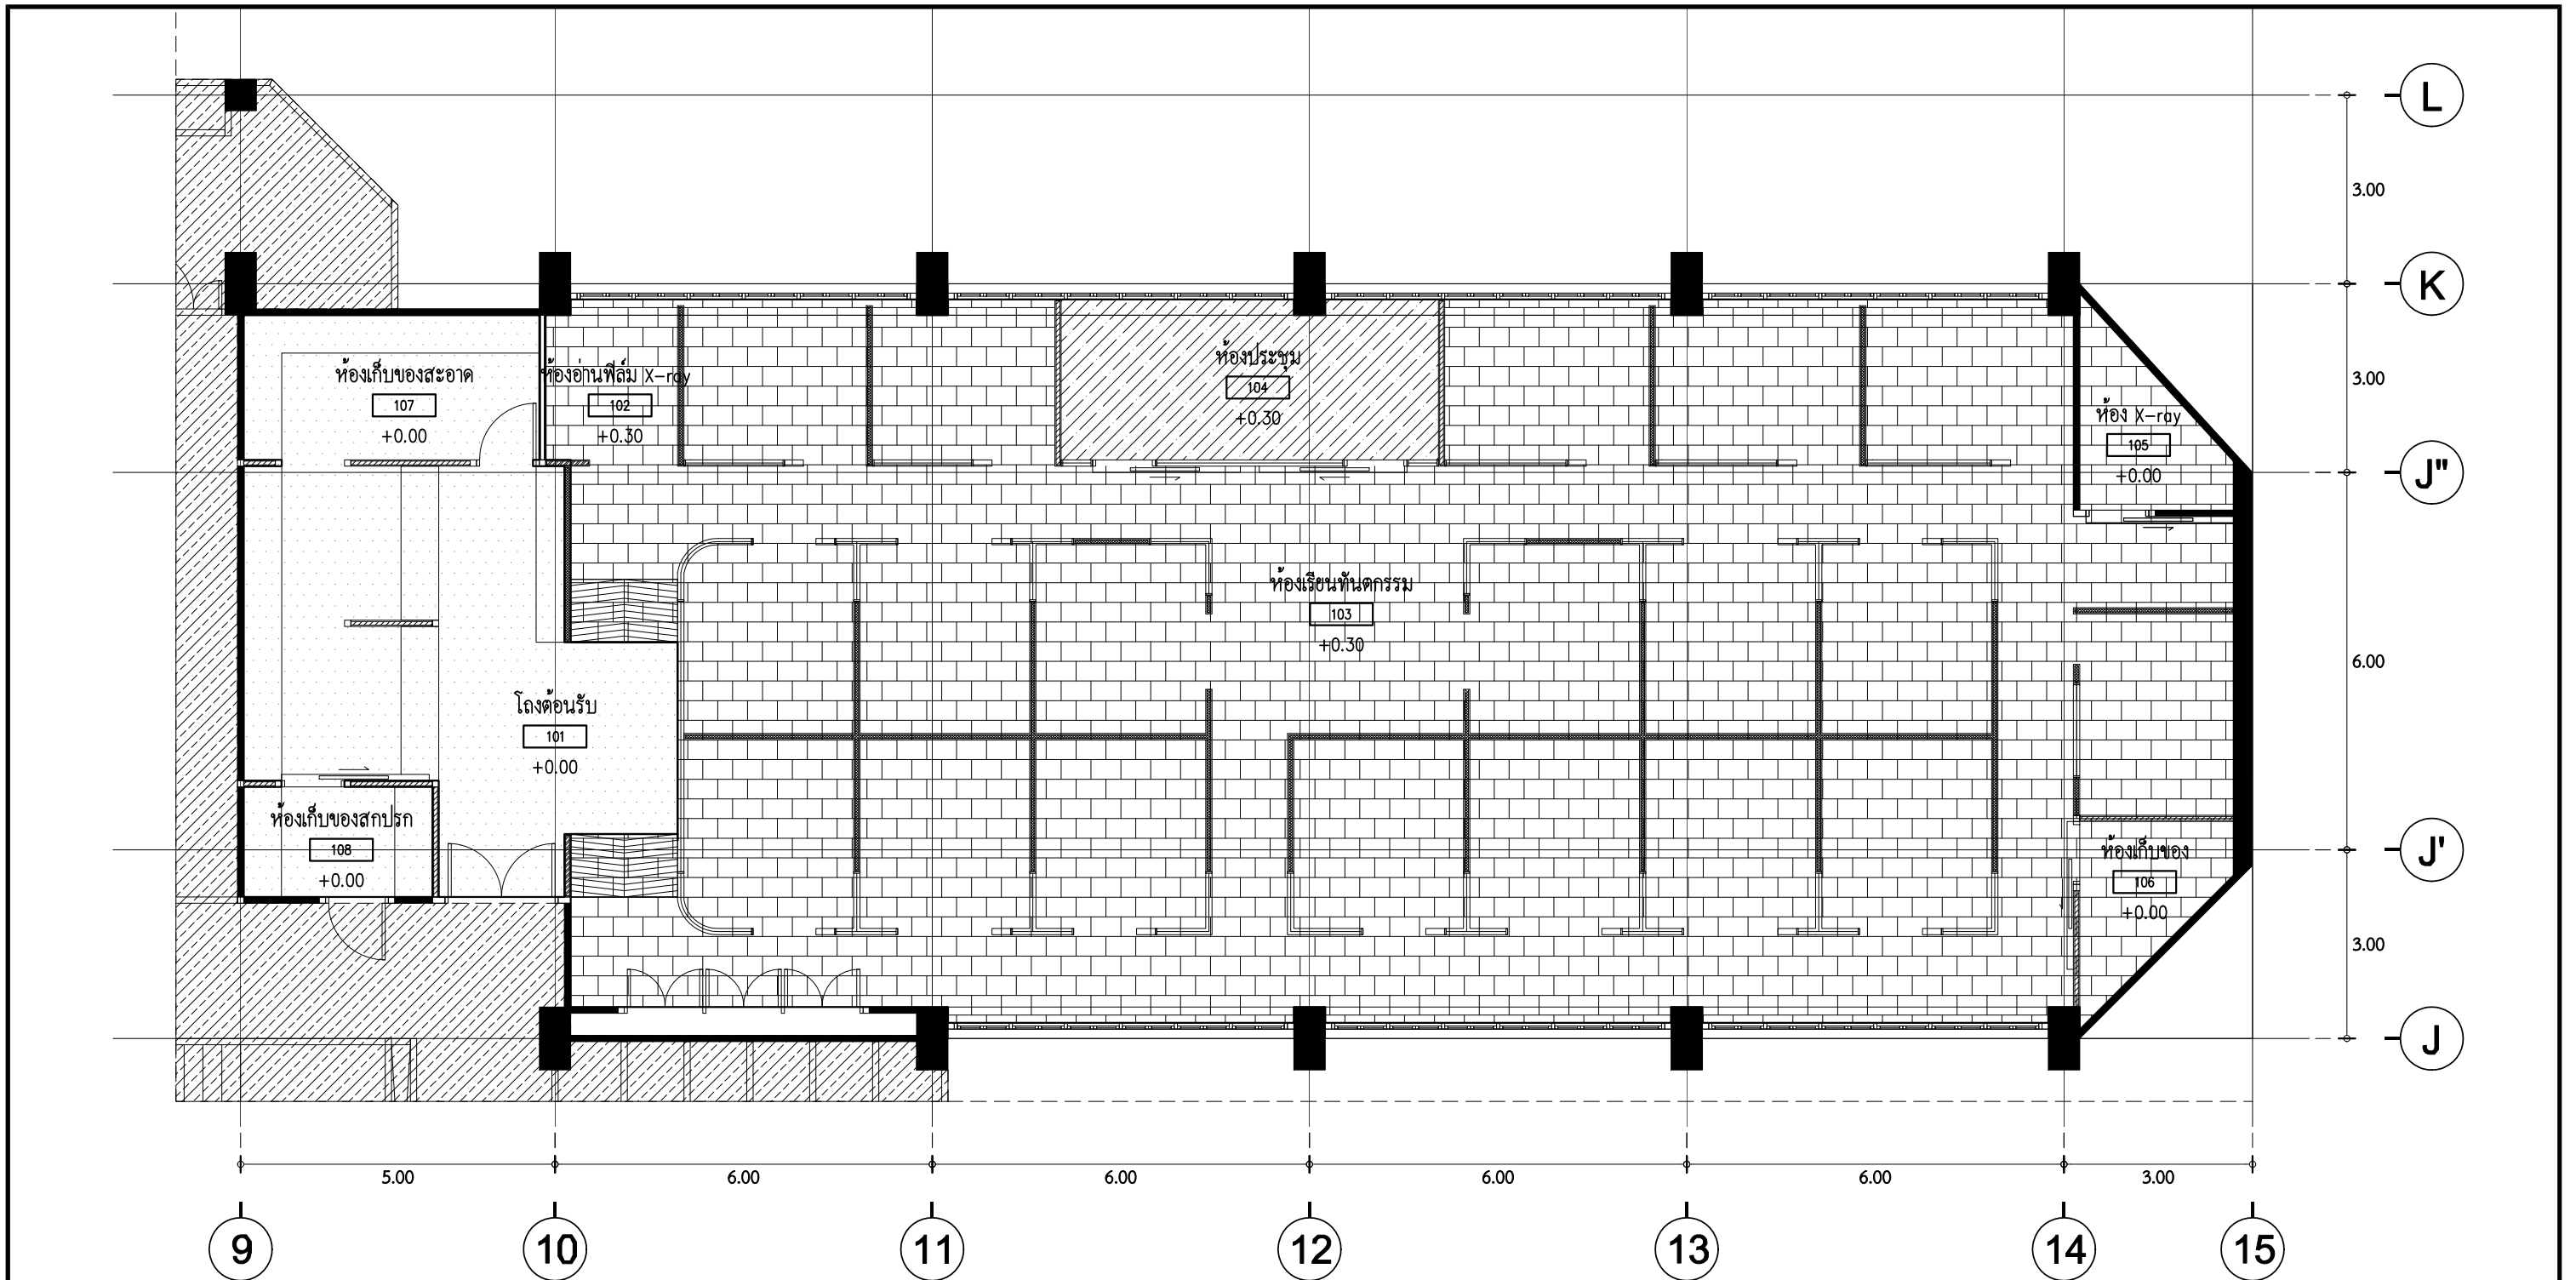 L
3.00
K
ห้องประชุม
104
+0.30
ห้องเก็บของสะอาด
107
+0.00
ห้องอ่านฟิล์ม X-ray
102
+0.30
3.00
ห้อง X-ray
105
+0.00
J"
ห้องเรียนทันตกรรม
103
+0.30
6.00
โถงต้อนรับ
101
+0.00
ห้องเก็บของสกปรก
108
+0.00
ห้องเก็บของ
106
+0.00
J'
3.00
J
5.00
6.00
6.00
6.00
6.00
3.00
9
10
11
12
13
14
15